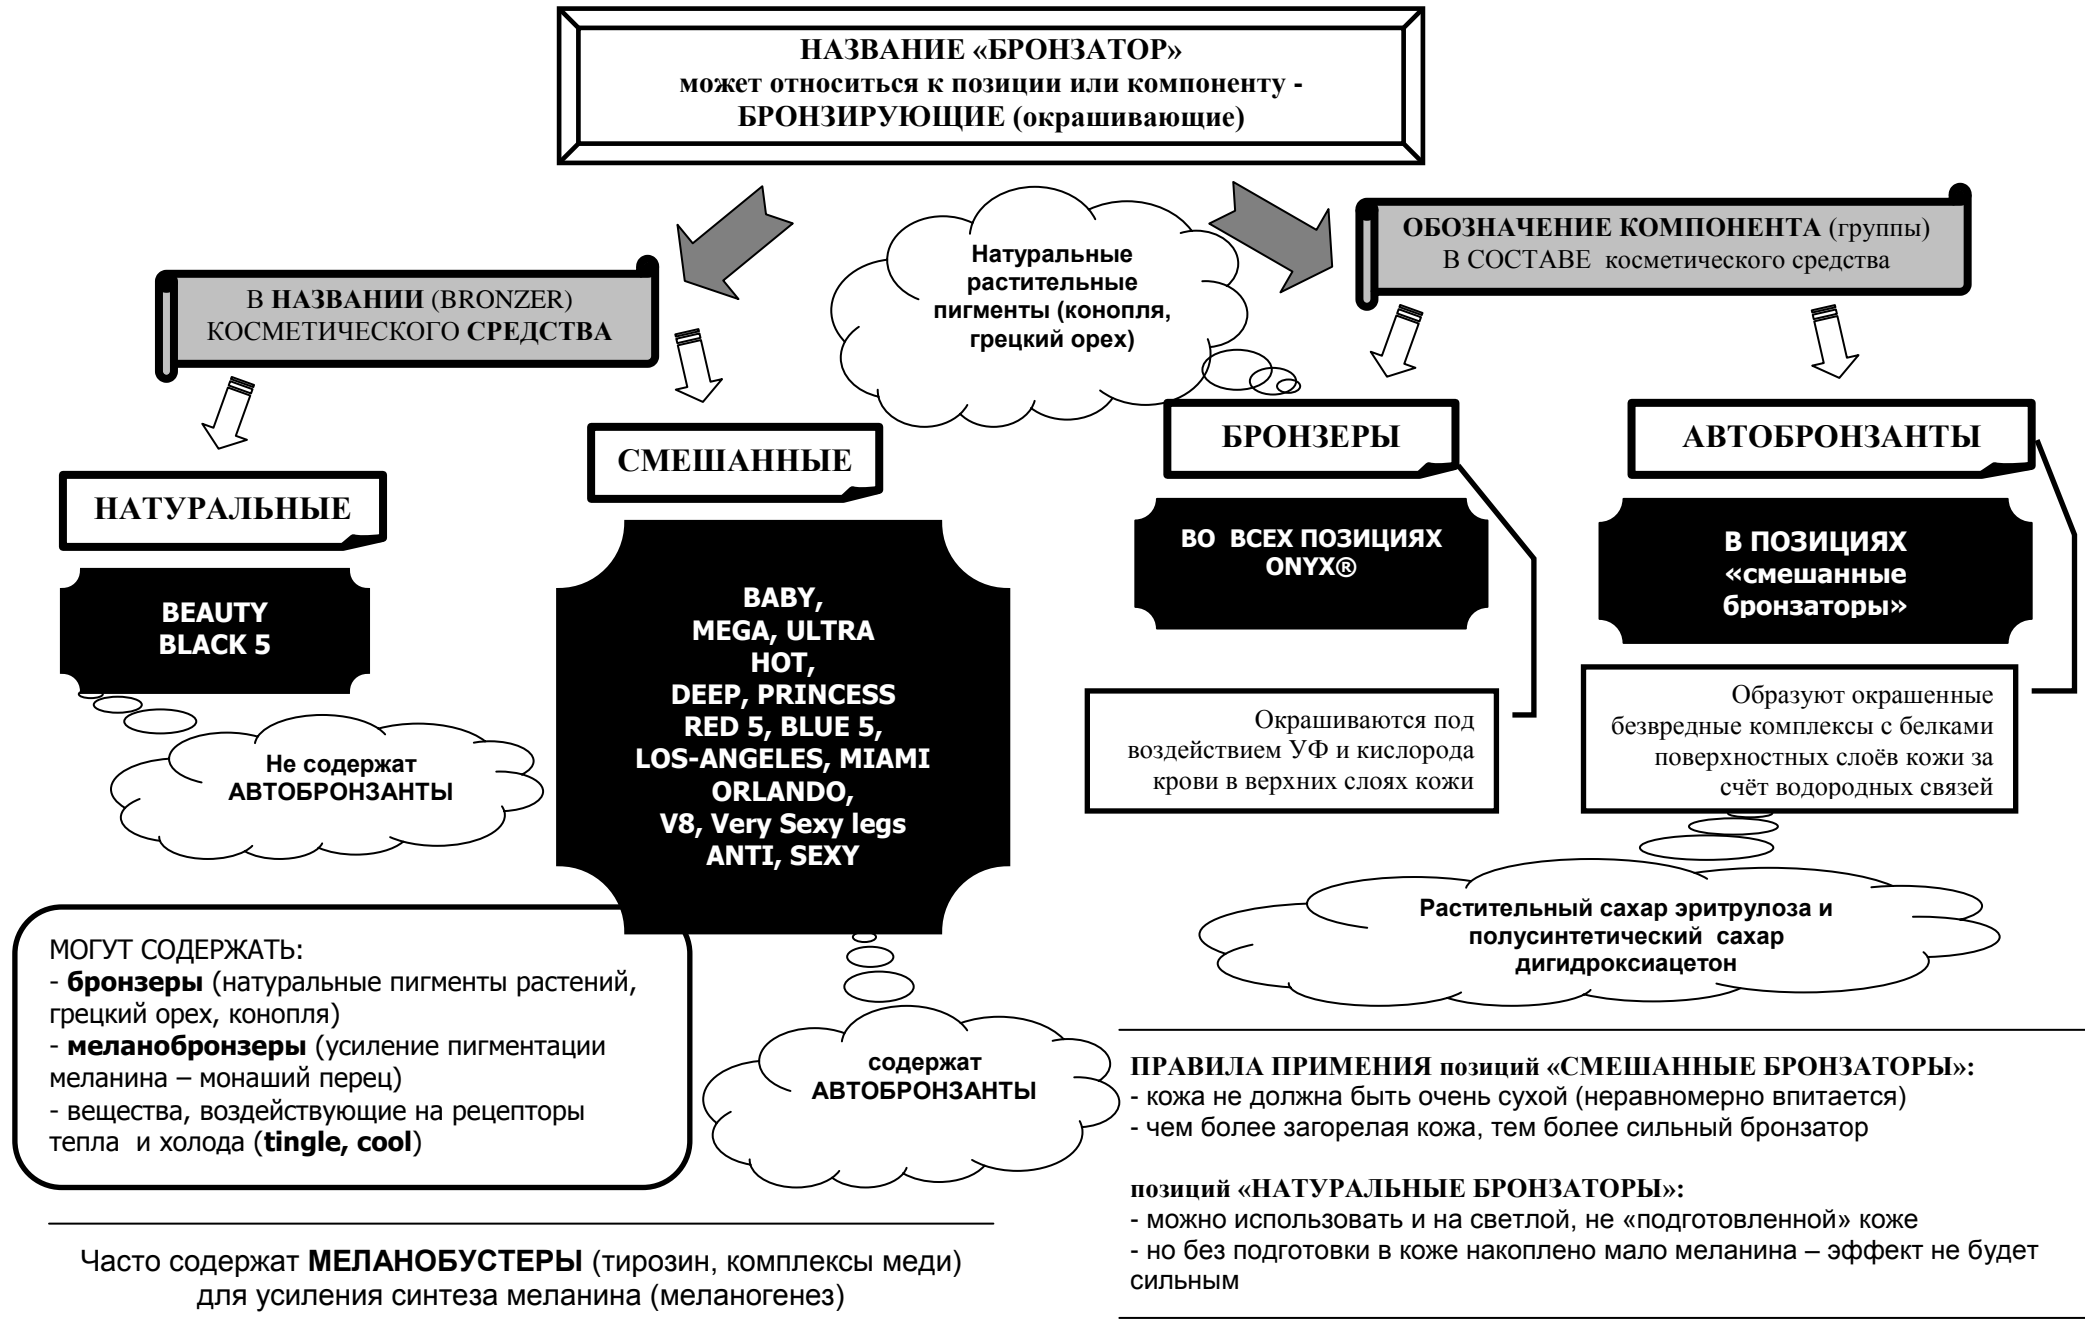 НАЗВАНИЕ «БРОНЗАТОР»
может относиться к позиции или компоненту -
БРОНЗИРУЮЩИЕ (окрашивающие)
В НАЗВАНИИ (BRONZER)
КОСМЕТИЧЕСКОГО СРЕДСТВА
Натуральные
растительные
пигменты (конопля,
грецкий орех)
ОБОЗНАЧЕНИЕ КОМПОНЕНТА (группы)
В СОСТАВЕ косметического средства
НАТУРАЛЬНЫЕ
СМЕШАННЫЕ
БРОНЗЕРЫ
АВТОБРОНЗАНТЫ
BEAUTY
BLACK 5
BABY,
MEGA, ULTRA
HOT,
DEEP, PRINCESS
RED 5, BLUE 5,
LOS-ANGELES, MIAMI
ORLANDO,
V8, Very Sexy legs
ANTI, SEXY
ВО ВСЕХ ПОЗИЦИЯХ
ONYX®
В ПОЗИЦИЯХ
«смешанные
бронзаторы»
Не содержат
АВТОБРОНЗАНТЫ
Окрашиваются под
воздействием УФ и кислорода
крови в верхних слоях кожи
Образуют окрашенные
безвредные комплексы с белками
поверхностных слоёв кожи за
счёт водородных связей
Растительный сахар эритрулоза и
полусинтетический сахар
дигидроксиацетон
МОГУТ СОДЕРЖАТЬ:
- бронзеры (натуральные пигменты растений,
грецкий орех, конопля)
- меланобронзеры (усиление пигментации
меланина – монаший перец)
- вещества, воздействующие на рецепторы
тепла и холода (tingle, cool)
содержат
АВТОБРОНЗАНТЫ
Часто содержат МЕЛАНОБУСТЕРЫ (тирозин, комплексы меди)
для усиления синтеза меланина (меланогенез)
ПРАВИЛА ПРИМЕНИЯ позиций «СМЕШАННЫЕ БРОНЗАТОРЫ»:
- кожа не должна быть очень сухой (неравномерно впитается)
- чем более загорелая кожа, тем более сильный бронзатор
позиций «НАТУРАЛЬНЫЕ БРОНЗАТОРЫ»:
- можно использовать и на светлой, не «подготовленной» коже
- но без подготовки в коже накоплено мало меланина – эффект не будет
сильным